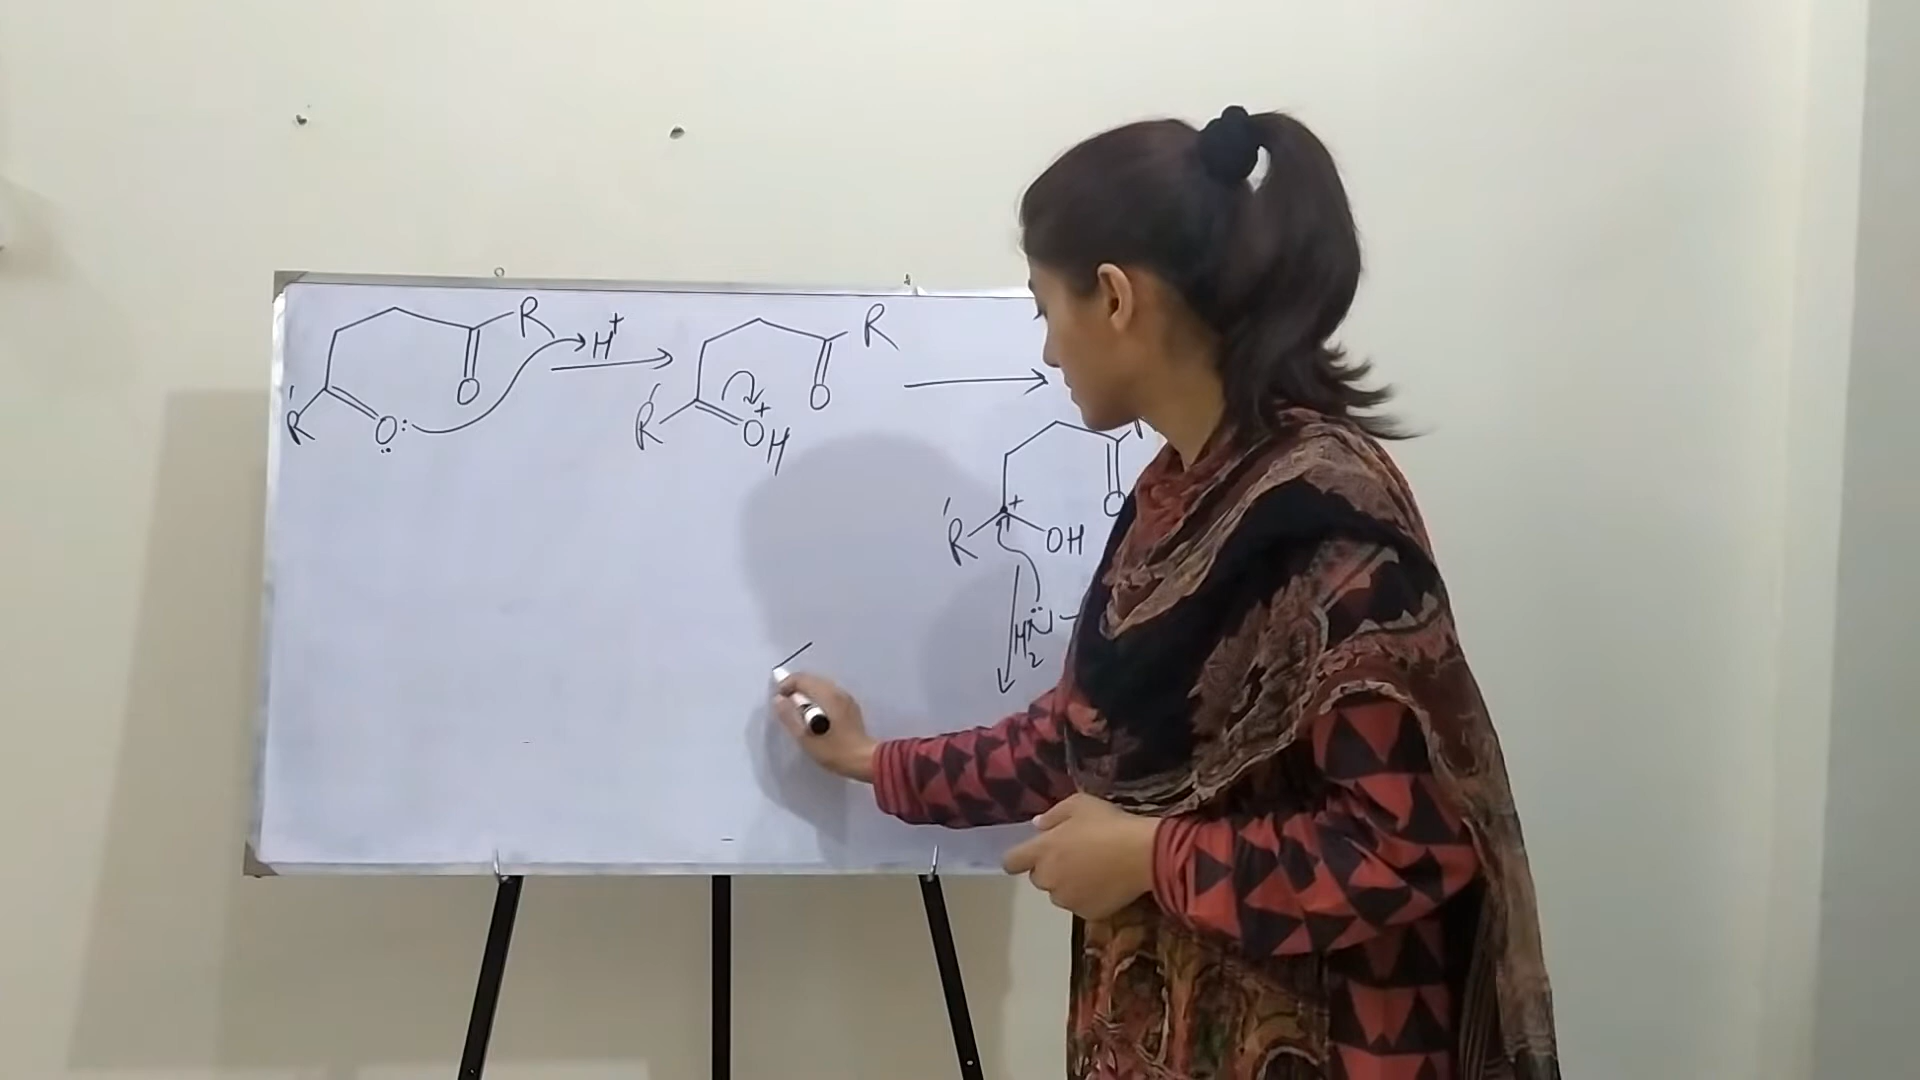 R H⁺ R
O O
R' O: R' O⁺H
+ O
R' OH
H₂N̈ –